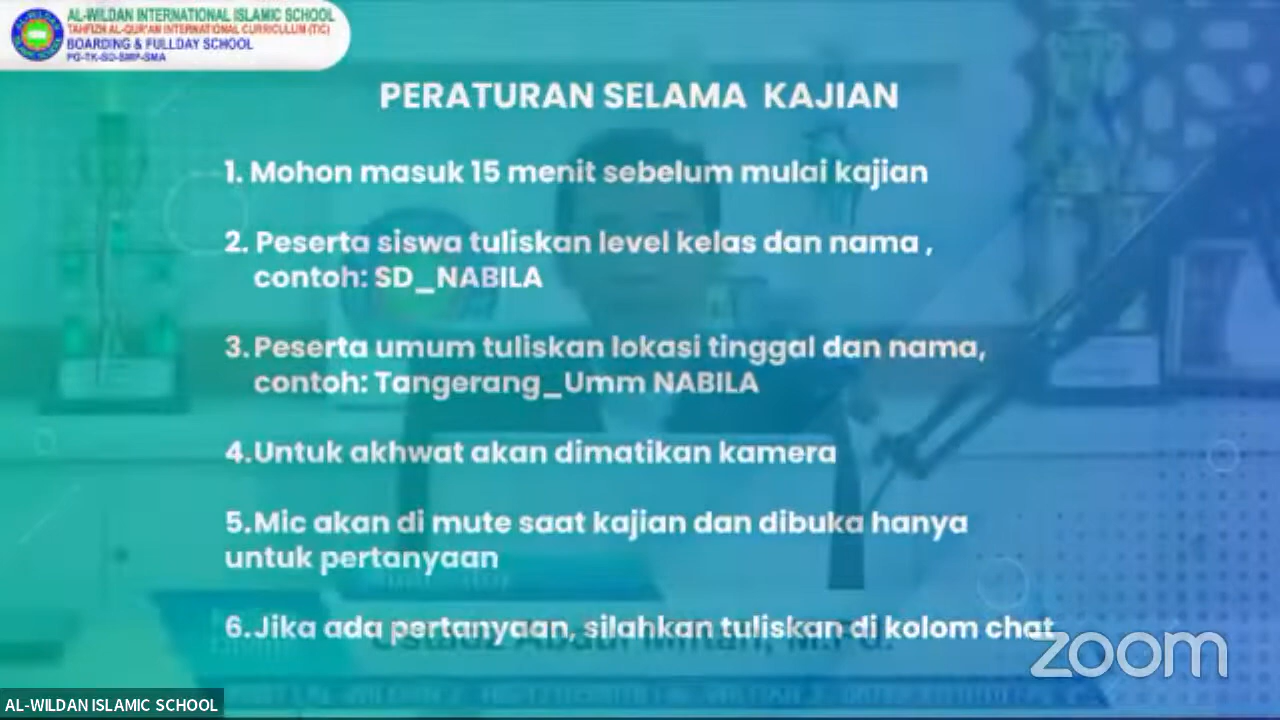 AL-WILDAN INTERNATIONAL ISLAMIC SCHOOL
TAHFIZH AL-QUR'AN INTERNATIONAL CURRICULUM (TIC)
BOARDING & FULLDAY SCHOOL
PG-TK-SD-SMP-SMA
PERATURAN SELAMA KAJIAN
1. Mohon masuk 15 menit sebelum mulai kajian
2. Peserta siswa tuliskan level kelas dan nama ,
contoh: SD_NABILA
3. Peserta umum tuliskan lokasi tinggal dan nama,
contoh: Tangerang_Umm NABILA
4.Untuk akhwat akan dimatikan kamera
5.Mic akan di mute saat kajian dan dibuka hanya
untuk pertanyaan
6.Jika ada pertanyaan, silahkan tuliskan di kolom chat
zoom
AL-WILDAN ISLAMIC SCHOOL